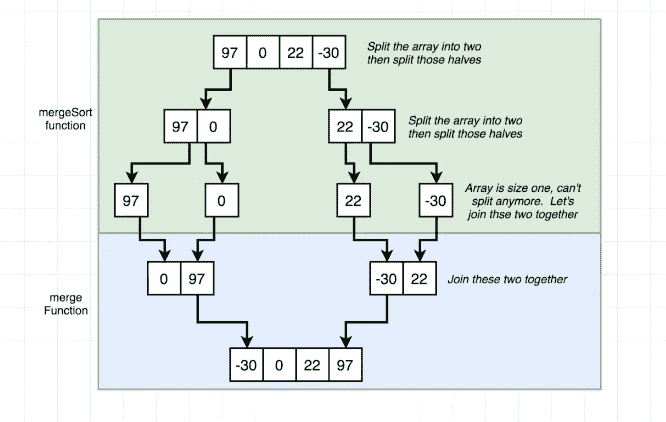 97 0 22 -30
Split the array into two
then split those halves
mergeSort
function
97 0
22 -30
Split the array into two
then split those halves
97
0
22
-30
Array is size one, can't
split anymore. Let's
join thse two together
0 97
-30 22
Join these two together
merge
Function
-30 0 22 97